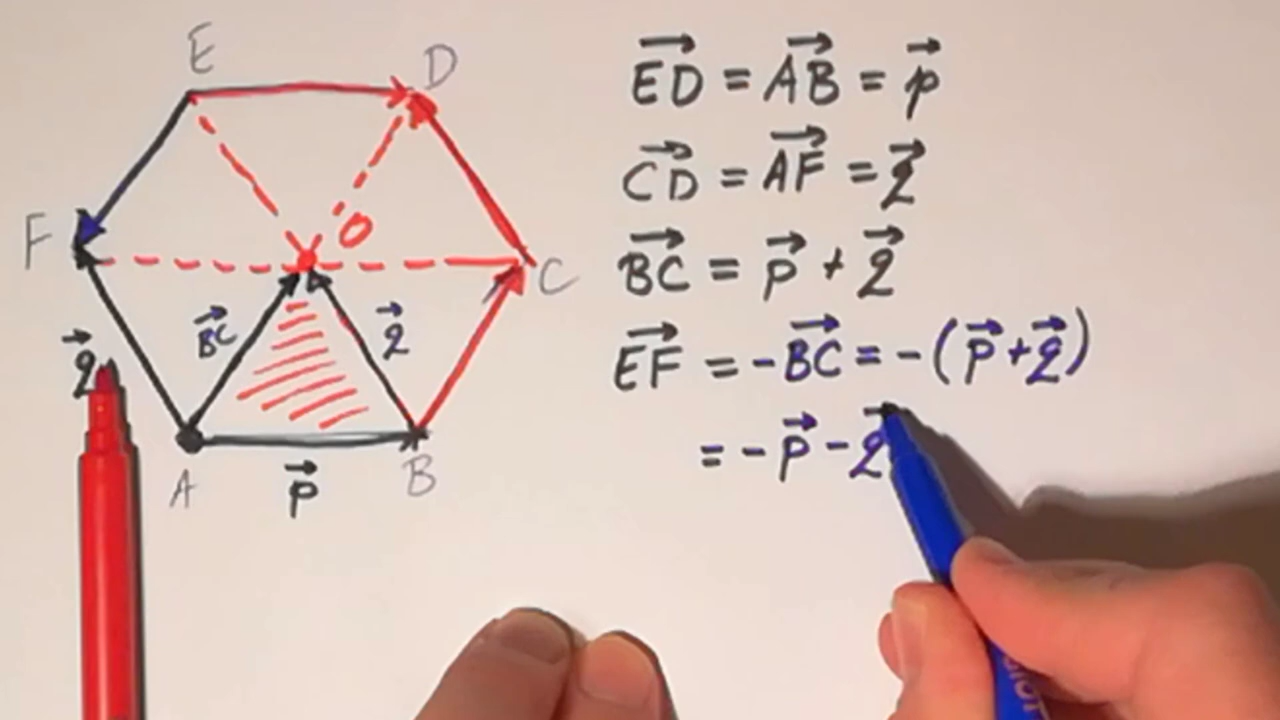 E
D
F
O
C
BC⃗
q⃗
q⃗
A
B
p⃗
ED⃗ = AB⃗ = p⃗
CD⃗ = AF⃗ = q⃗
BC⃗ = p⃗ + q⃗
EF⃗ = -BC⃗ = -(p⃗+q⃗)
= -p⃗ - q⃗